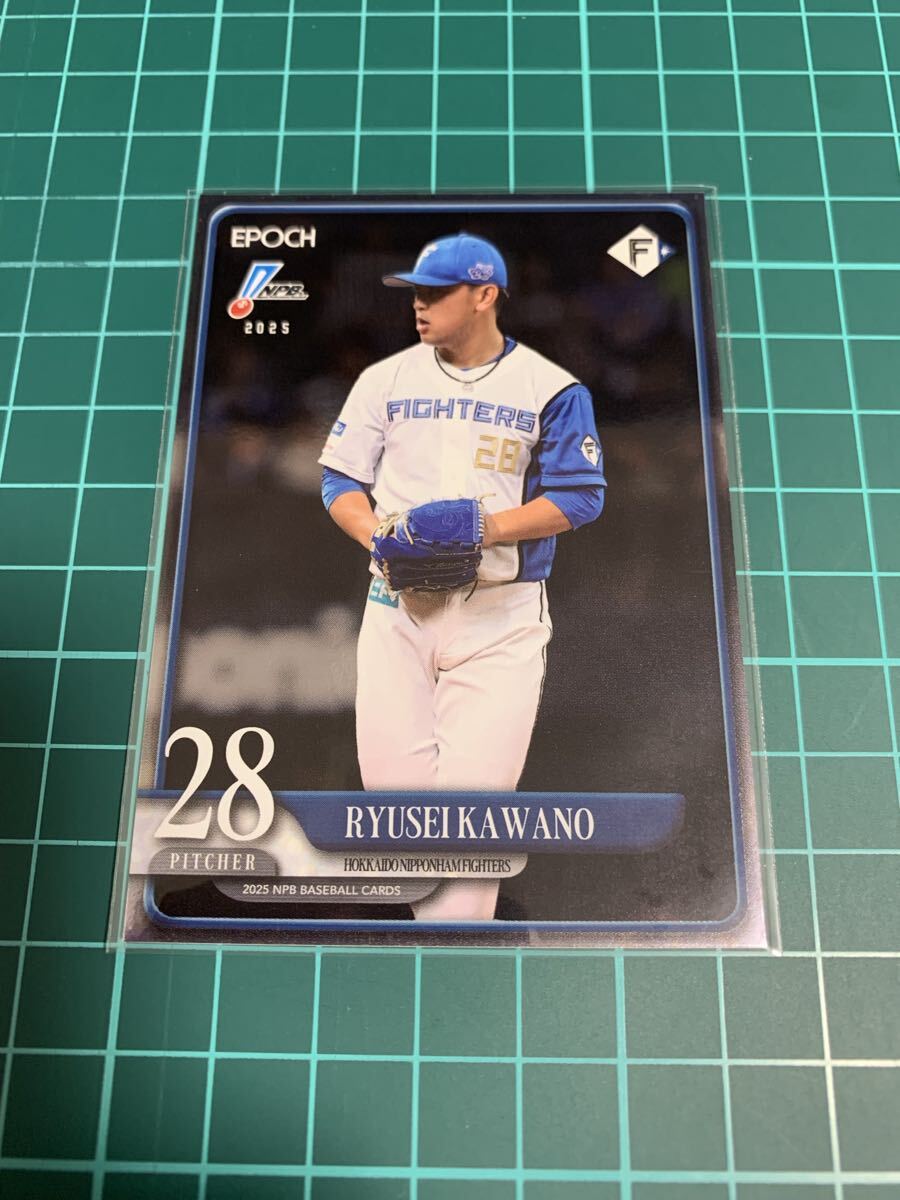 EPOCH
NPB
2025
F
F
FIGHTERS
28
F
28
RYUSEI KAWANO
PITCHER
HOKKAIDO NIPPONHAM FIGHTERS
2025 NPB BASEBALL CARDS